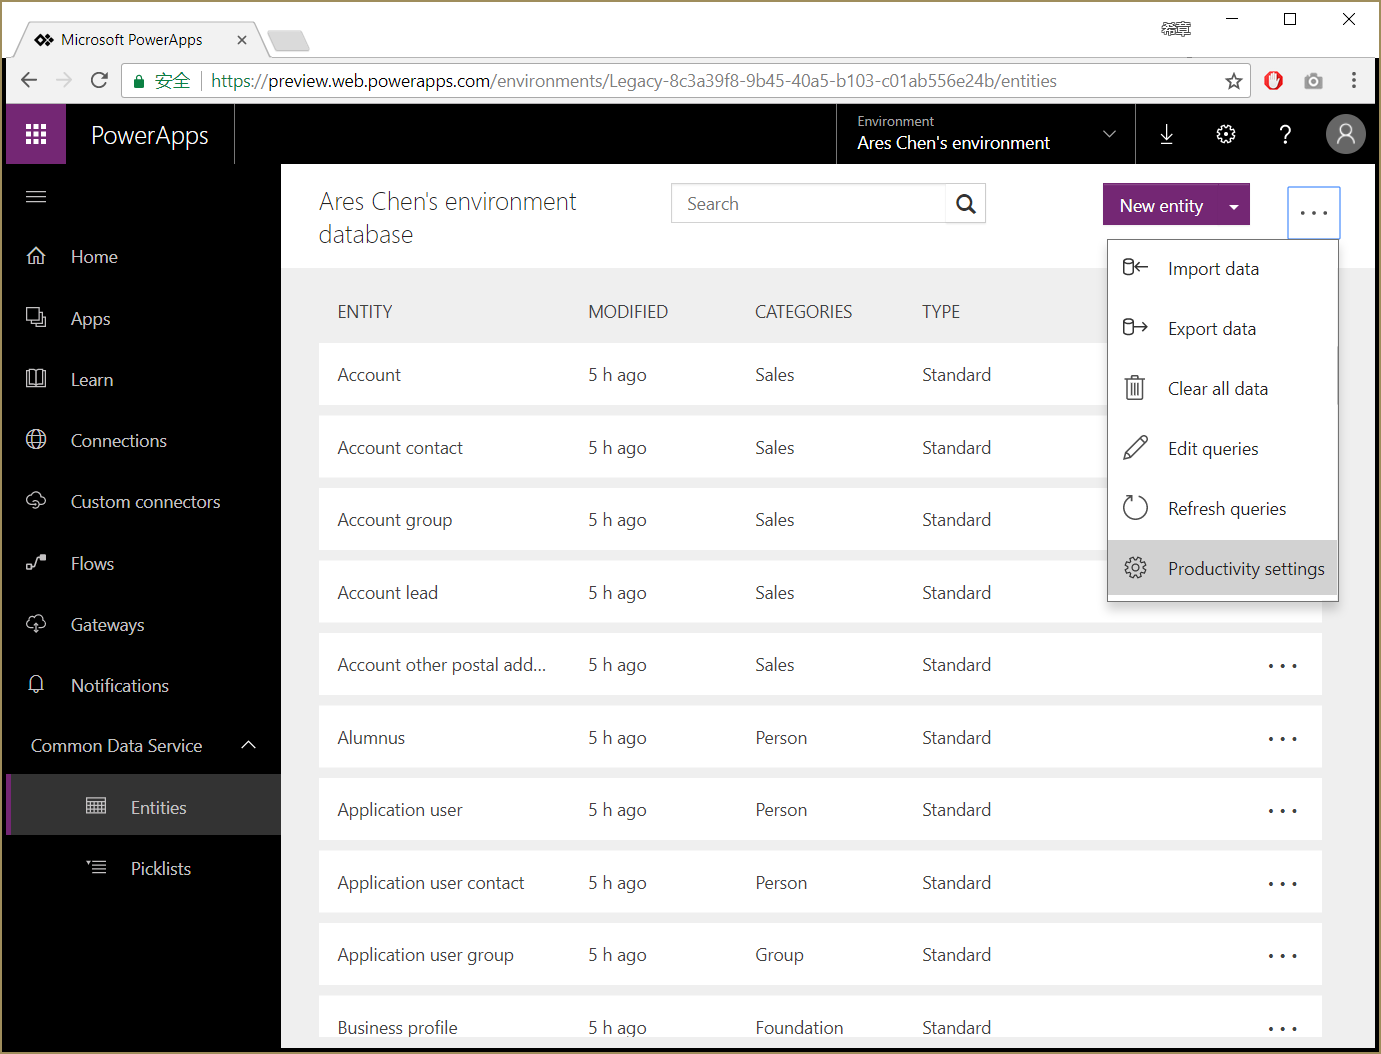 希章
Microsoft PowerApps
安全 https://preview.web.powerapps.com/environments/Legacy-8c3a39f8-9b45-40a5-b103-c01ab556e24b/entities
PowerApps
Environment
Ares Chen's environment
?
Home
Apps
Learn
Connections
Custom connectors
Flows
Gateways
Notifications
Common Data Service
Entities
Picklists
Ares Chen's environment
database
Search
New entity
Import data
Export data
Clear all data
Edit queries
Refresh queries
Productivity settings
ENTITY MODIFIED CATEGORIES TYPE
Account 5 h ago Sales Standard
Account contact 5 h ago Sales Standard
Account group 5 h ago Sales Standard
Account lead 5 h ago Sales Standard
Account other postal add... 5 h ago Sales Standard
Alumnus 5 h ago Person Standard
Application user 5 h ago Person Standard
Application user contact 5 h ago Person Standard
Application user group 5 h ago Group Standard
Business profile 5 h ago Foundation Standard